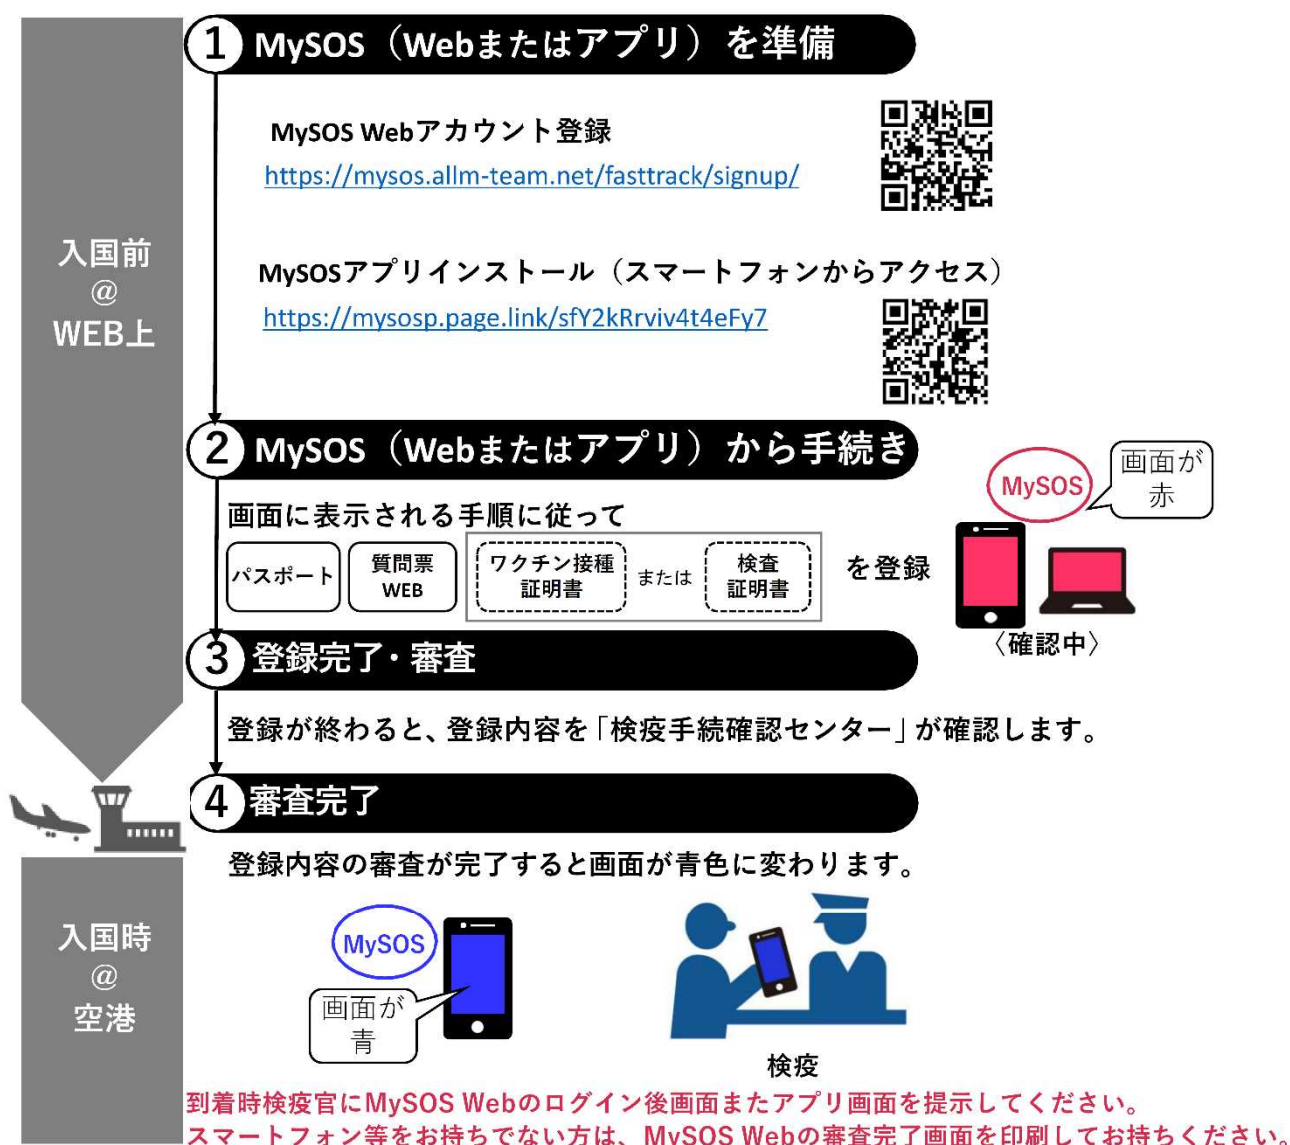 入国前
@
WEB上
1 MySOS（Webまたはアプリ）を準備
MySOS Webアカウント登録
https://mysos.allm-team.net/fasttrack/signup/
MySOSアプリインストール（スマートフォンからアクセス）
https://mysosp.page.link/sfY2kRrviv4t4eFy7
2 MySOS（Webまたはアプリ）から手続き
画面に表示される手順に従って
パスポート
質問票
WEB
ワクチン接種
証明書
または
検査
証明書
を登録
MySOS
画面が
赤
〈確認中〉
3 登録完了・審査
登録が終わると、登録内容を「検疫手続確認センター」が確認します。
4 審査完了
登録内容の審査が完了すると画面が青色に変わります。
入国時
@
空港
MySOS
画面が
青
検疫
到着時検疫官にMySOS Webのログイン後画面またアプリ画面を提示してください。
スマートフォン等をお持ちでない方は、MySOS Webの審査完了画面を印刷してお持ちください。